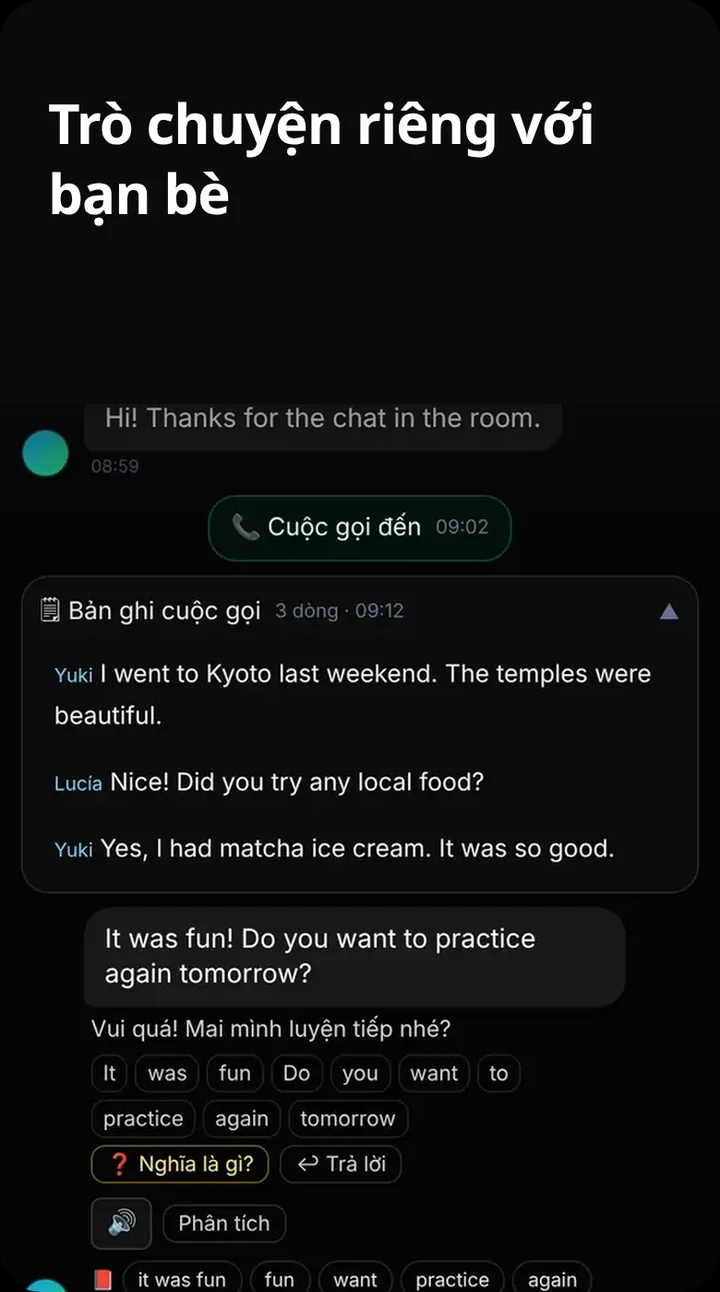 Trò chuyện riêng với
bạn bè
Hi! Thanks for the chat in the room.
08:59
Cuộc gọi đến 09:02
Bản ghi cuộc gọi 3 dòng · 09:12
Yuki I went to Kyoto last weekend. The temples were
beautiful.
Lucía Nice! Did you try any local food?
Yuki Yes, I had matcha ice cream. It was so good.
It was fun! Do you want to practice
again tomorrow?
Vui quá! Mai mình luyện tiếp nhé?
It was fun Do you want to
practice again tomorrow
❓ Nghĩa là gì? ↩ Trả lời
Phân tích
it was fun fun want practice again